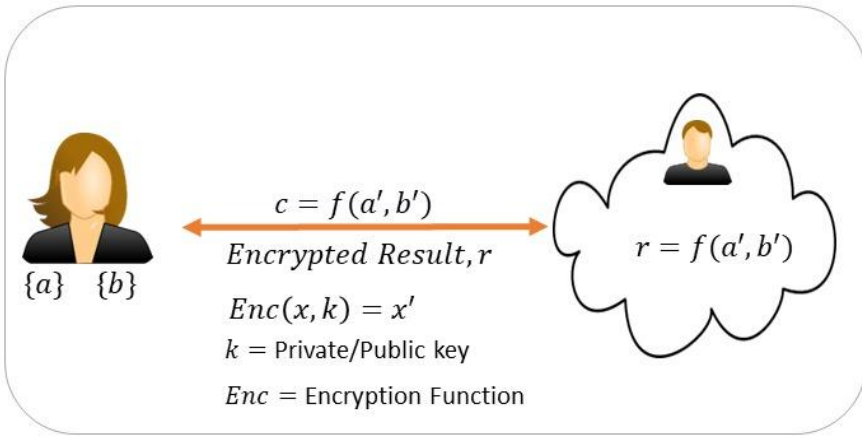 c = f(a′, b′)
{a} {b}
Encrypted Result, r
r = f(a′, b′)
Enc(x, k) = x′
k = Private/Public key
Enc = Encryption Function